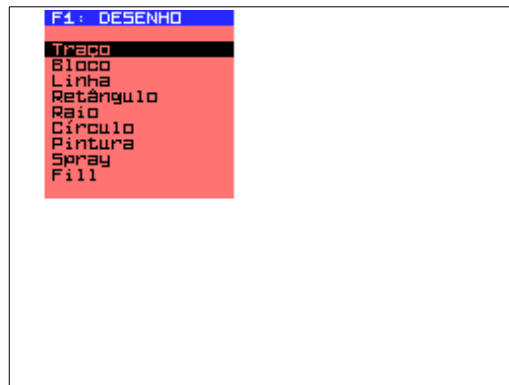 F1: DESENHO
Traço
Bloco
Linha
Retângulo
Raio
Círculo
Pintura
Spray
Fill